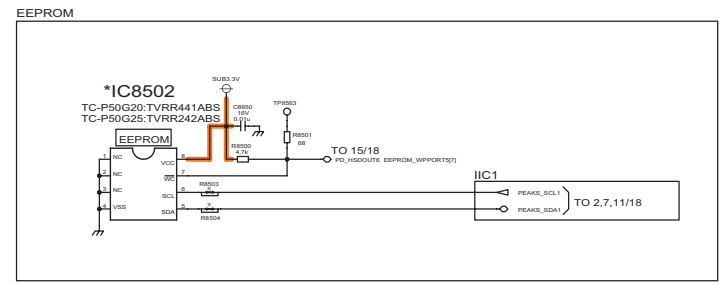 EEPROM
*IC8502
TC-P50G20:TVRR441ABS
TC-P50G25:TVRR242ABS
EEPROM
SUB3.3V
C8950
16V
0.01u
TP8563
R8501
68
R8500
4.7k
TO 15/18
PD_HSDOUT6 EEPROM_WPPORT5[7]
1 NC
2 NC
3 NC
4 VSS
VCC 8
WC 7
SCL 6
SDA 5
R8503
S
S
R8504
IIC1
PEAKS_SCL1
PEAKS_SDA1
TO 2,7,11/18